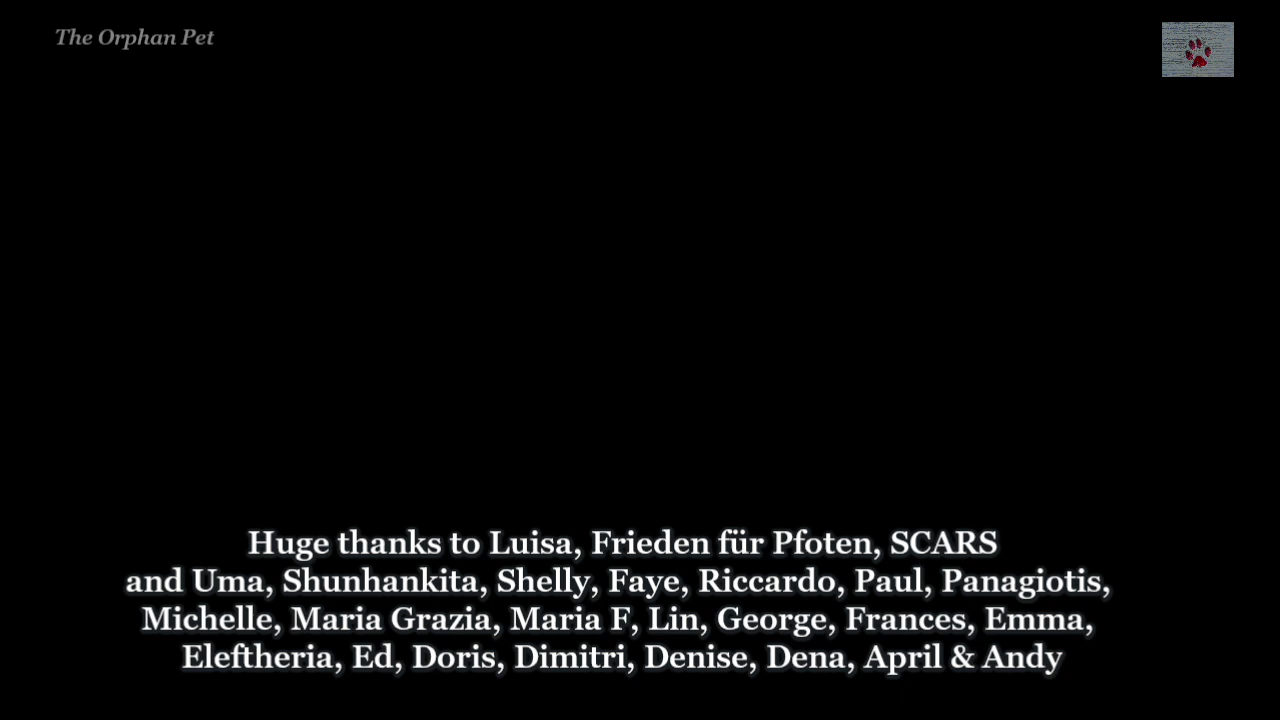 The Orphan Pet
Huge thanks to Luisa, Frieden für Pfoten, SCARS
and Uma, Shunhankita, Shelly, Faye, Riccardo, Paul, Panagiotis,
Michelle, Maria Grazia, Maria F, Lin, George, Frances, Emma,
Eleftheria, Ed, Doris, Dimitri, Denise, Dena, April & Andy